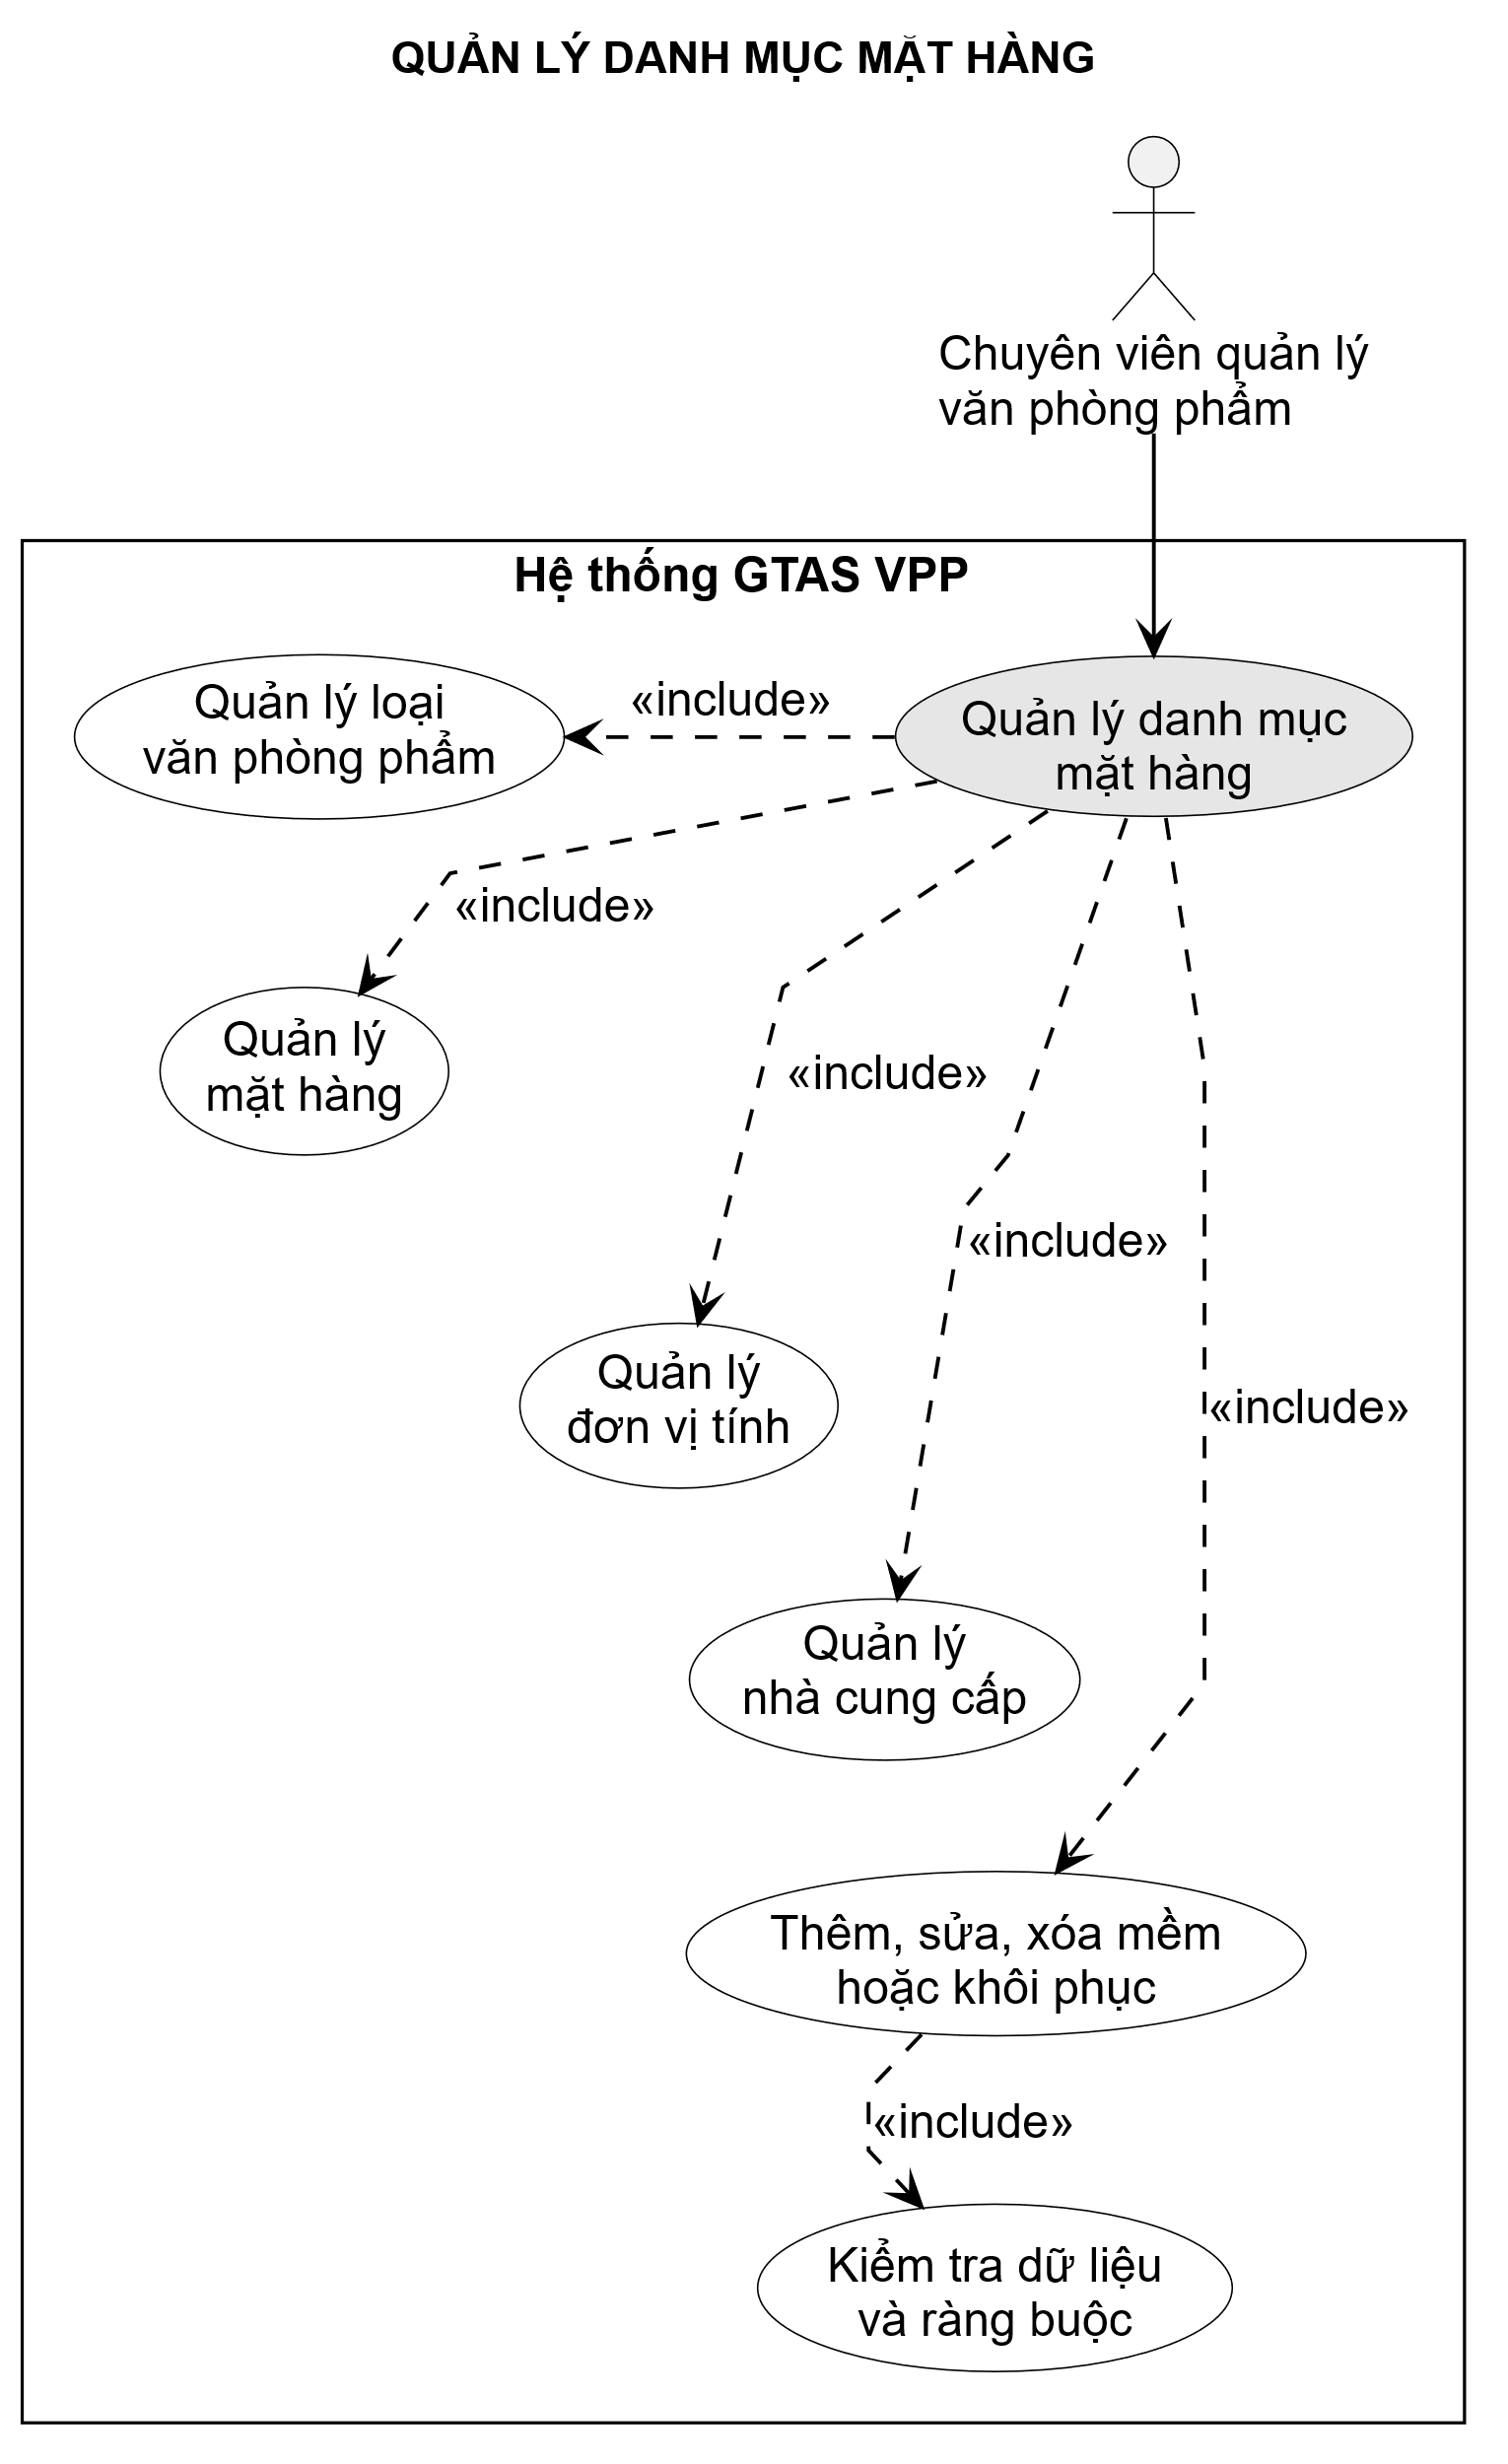 QUẢN LÝ DANH MỤC MẶT HÀNG
Chuyên viên quản lý
văn phòng phẩm
Hệ thống GTAS VPP
Quản lý loại
văn phòng phẩm
«include»
Quản lý danh mục
mặt hàng
«include»
Quản lý
mặt hàng
«include»
«include»
Quản lý
đơn vị tính
«include»
Quản lý
nhà cung cấp
Thêm, sửa, xóa mềm
hoặc khôi phục
«include»
Kiểm tra dữ liệu
và ràng buộc